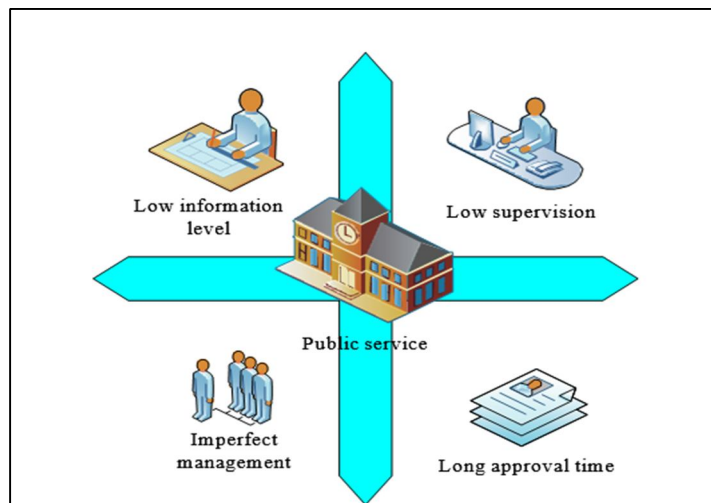 Low information
level
Low supervision
Public service
Imperfect
management
Long approval time